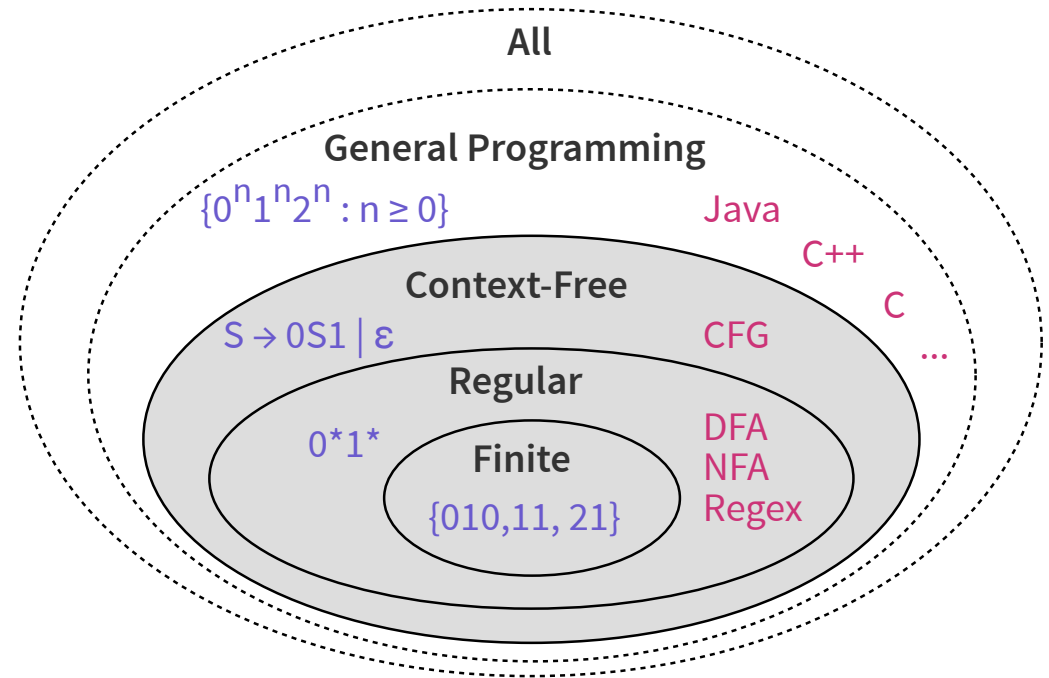 All
General Programming
{0ⁿ1ⁿ2ⁿ : n ≥ 0}
Java
C++
C
...
Context-Free
S → 0S1 | ε
CFG
Regular
0*1*
DFA
NFA
Regex
Finite
{010,11, 21}